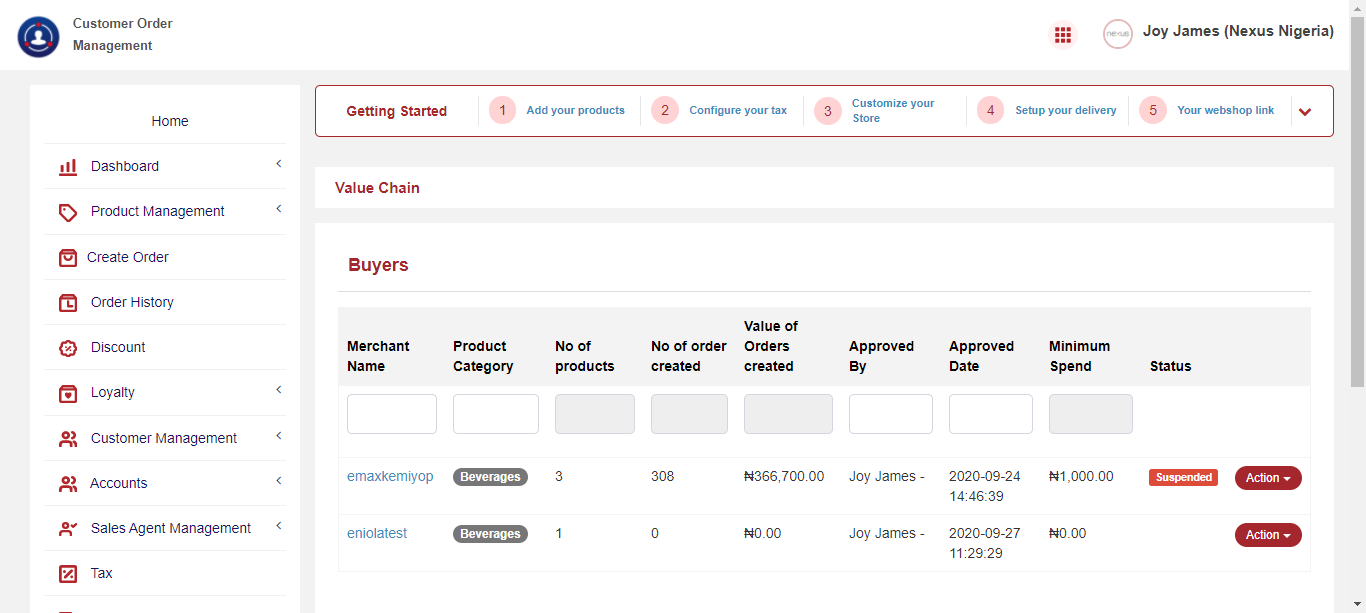 Customer Order
Management
nexus
Joy James (Nexus Nigeria)
Home
Dashboard
Product Management
Create Order
Order History
Discount
Loyalty
Customer Management
Accounts
Sales Agent Management
Tax
Getting Started
1 Add your products
2 Configure your tax
3 Customize your
Store
4 Setup your delivery
5 Your webshop link
Value Chain
Buyers
Merchant
Name
Product
Category
No of
products
No of order
created
Value of
Orders
created
Approved
By
Approved
Date
Minimum
Spend
Status
emaxkemiyop Beverages 3 308 ₦366,700.00 Joy James - 2020-09-24 ₦1,000.00 Suspended Action
14:46:39
eniolatest Beverages 1 0 ₦0.00 Joy James - 2020-09-27 ₦0.00 Action
11:29:29